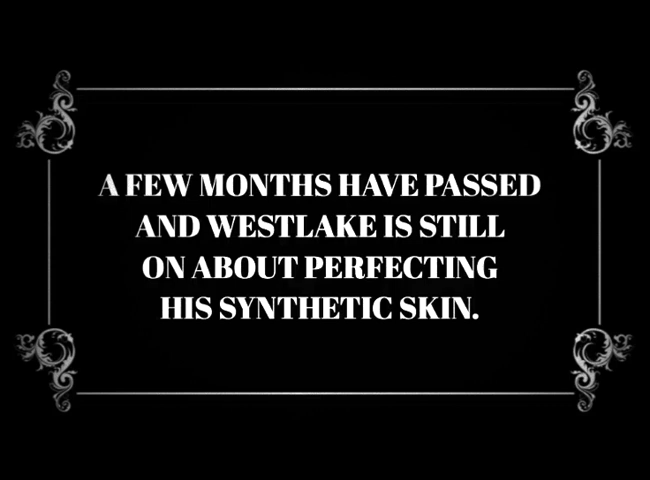 A FEW MONTHS HAVE PASSED
AND WESTLAKE IS STILL
ON ABOUT PERFECTING
HIS SYNTHETIC SKIN.